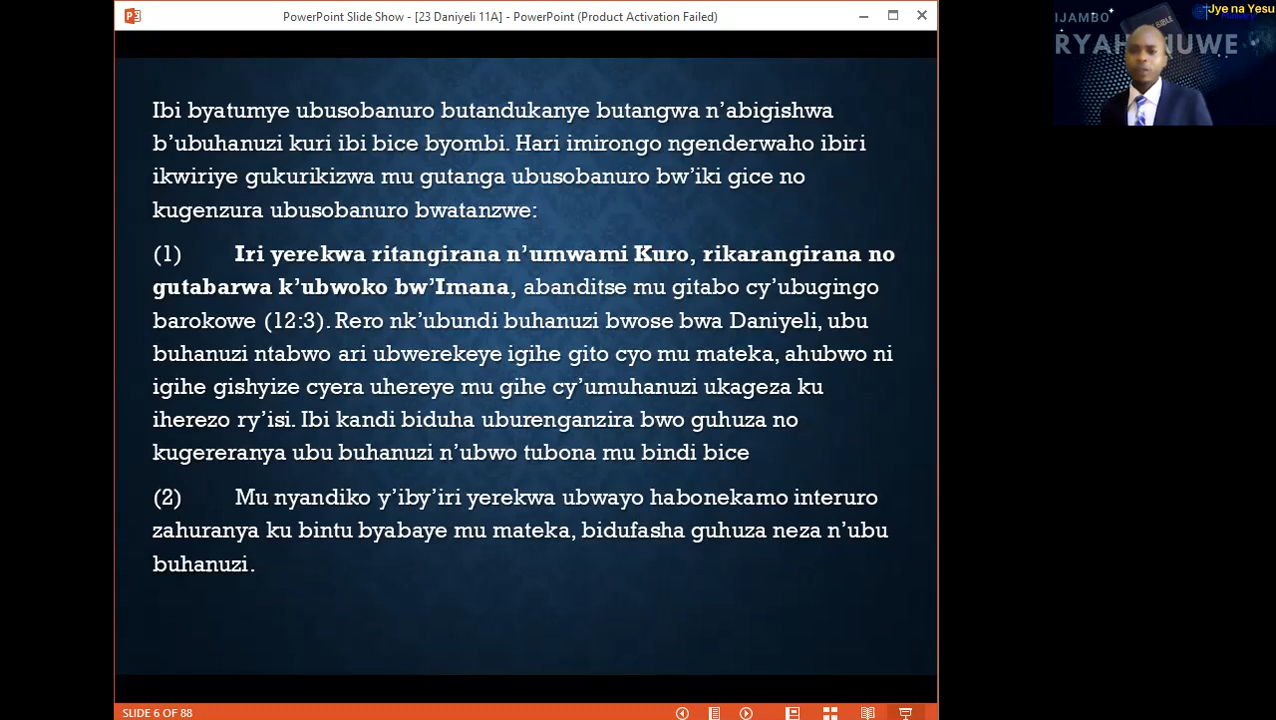 PowerPoint Slide Show - [23 Daniyeli 11A] - PowerPoint (Product Activation Failed)
Jye na Yesu
IJAMBO
BIBLE
Ibi byatumye ubusobanuro butandukanye butangwa n’abigishwa
b’ubuhanuzi kuri ibi bice byombi. Hari imirongo ngenderwaho ibiri
ikwiriye gukurikizwa mu gutanga ubusobanuro bw’iki gice no
kugenzura ubusobanuro bwatanzwe:
(1) Iri yerekwa ritangirana n’umwami Kuro, rikarangirana no
gutabarwa k’ubwoko bw’Imana, abanditse mu gitabo cy’ubugingo
barokowe (12:3). Rero nk’ubundi buhanuzi bwose bwa Daniyeli, ubu
buhanuzi ntabwo ari ubwerekeye igihe gito cyo mu mateka, ahubwo ni
igihe gishyize cyera uhereye mu gihe cy’umuhanuzi ukageza ku
iherezo ry’isi. Ibi kandi biduha uburenganzira bwo guhuza no
kugereranya ubu buhanuzi n’ubwo tubona mu bindi bice
(2) Mu nyandiko y’iby’iri yerekwa ubwayo habonekamo interuro
zahuranya ku bintu byabaye mu mateka, bidufasha guhuza neza n’ubu
buhanuzi.
SLIDE 6 OF 88